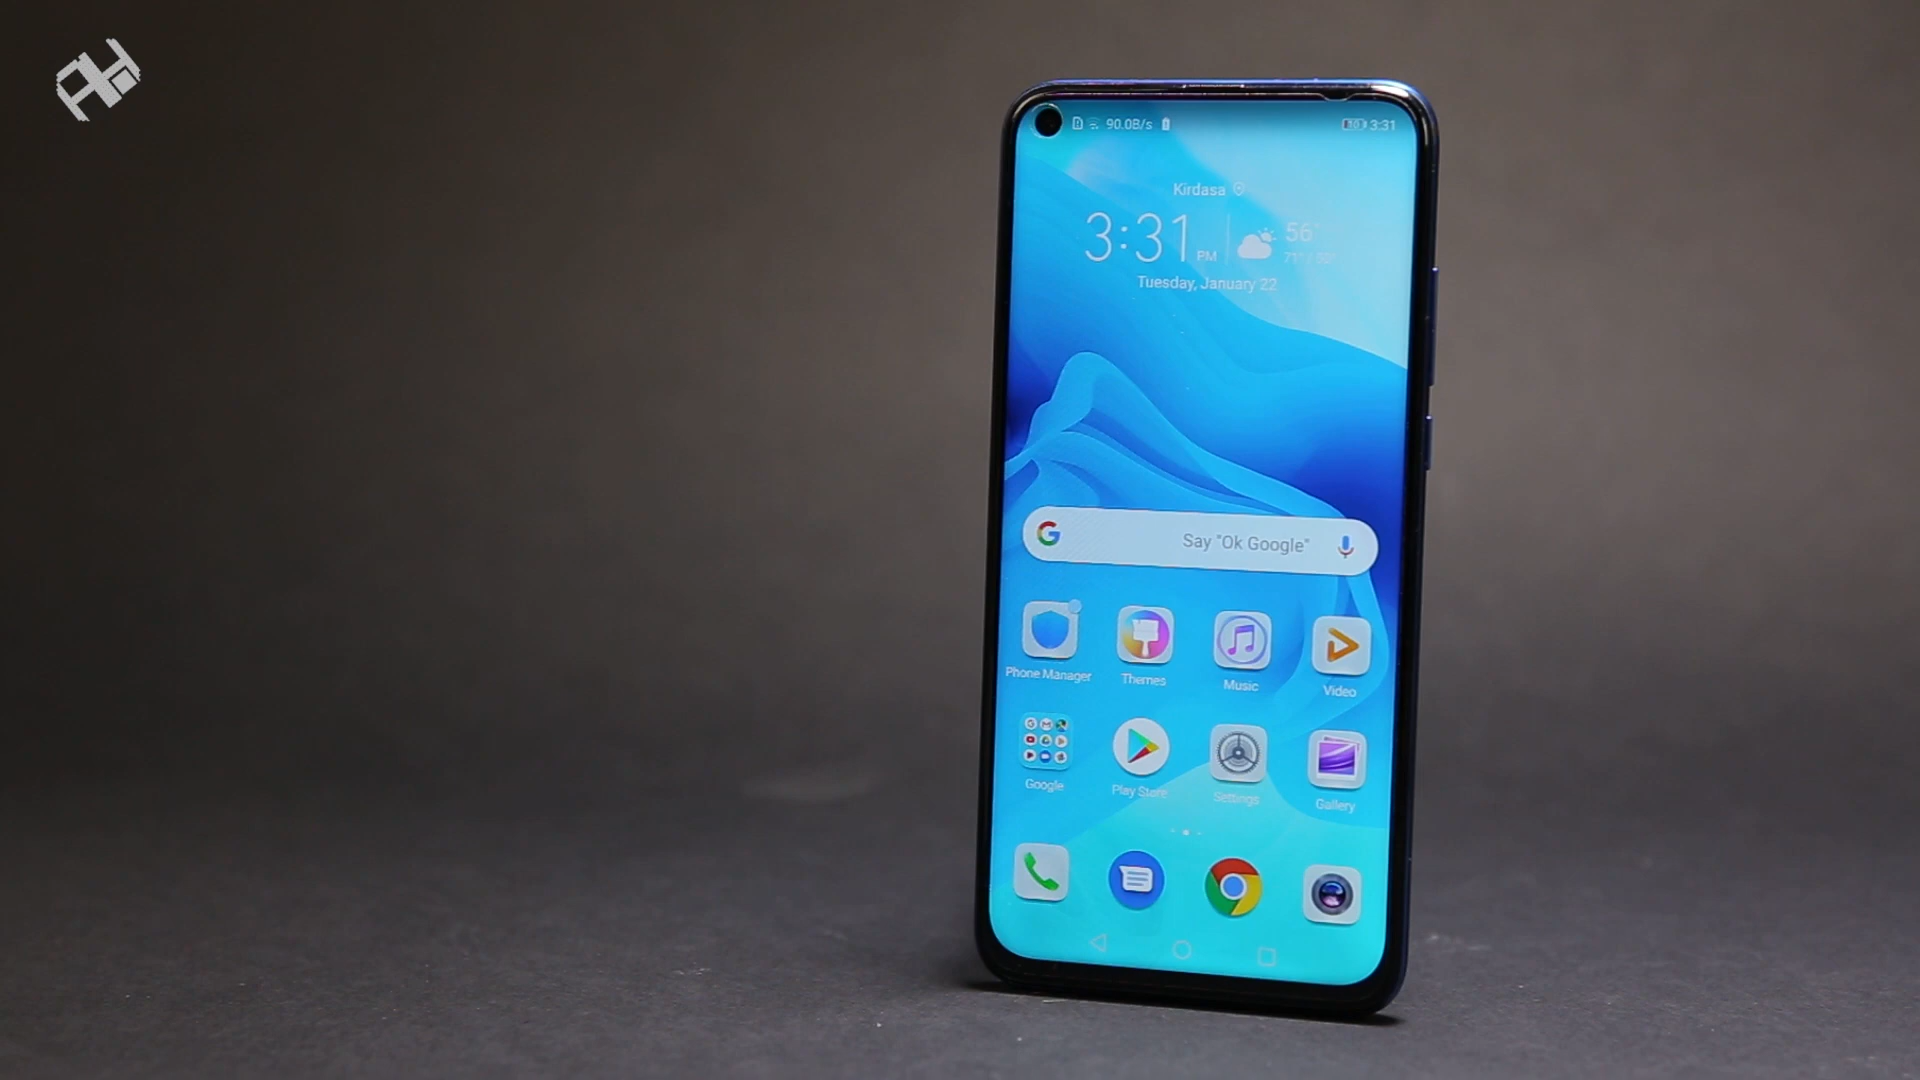 90.0B/s
3:31
Kirdasa
3:31 PM
56°
Tuesday, January 22
Say "Ok Google"
Phone Manager
Themes
Music
Video
Google
Play Store
Settings
Gallery